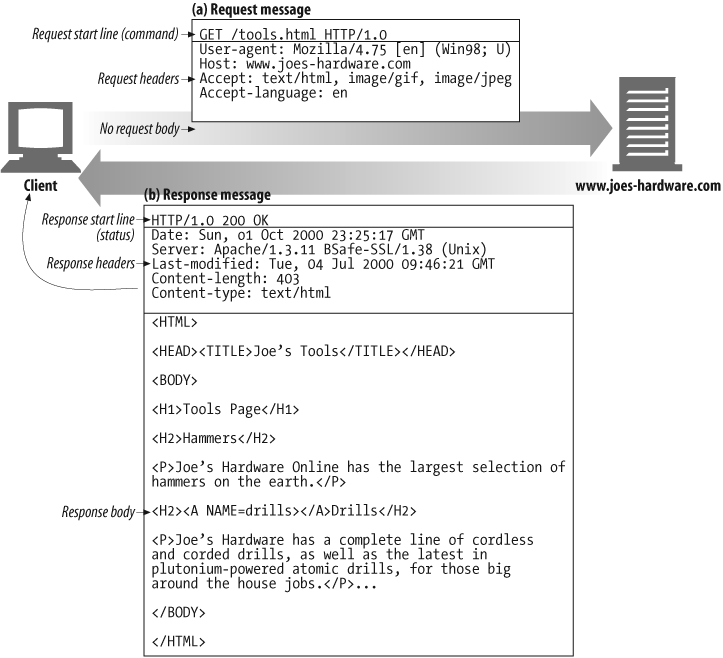 (a) Request message
Request start line (command)
GET /tools.html HTTP/1.0
User-agent: Mozilla/4.75 [en] (Win98; U)
Host: www.joes-hardware.com
Request headers
Accept: text/html, image/gif, image/jpeg
Accept-language: en
No request body
Client
www.joes-hardware.com
(b) Response message
Response start line
(status)
HTTP/1.0 200 OK
Date: Sun, o1 Oct 2000 23:25:17 GMT
Server: Apache/1.3.11 BSafe-SSL/1.38 (Unix)
Response headers
Last-modified: Tue, 04 Jul 2000 09:46:21 GMT
Content-length: 403
Content-type: text/html
<HTML>
<HEAD><TITLE>Joe’s Tools</TITLE></HEAD>
<BODY>
<H1>Tools Page</H1>
<H2>Hammers</H2>
<P>Joe’s Hardware Online has the largest selection of
hammers on the earth.</P>
Response body
<H2><A NAME=drills></A>Drills</H2>
<P>Joe’s Hardware has a complete line of cordless
and corded drills, as well as the latest in
plutonium-powered atomic drills, for those big
around the house jobs.</P>...
</BODY>
</HTML>